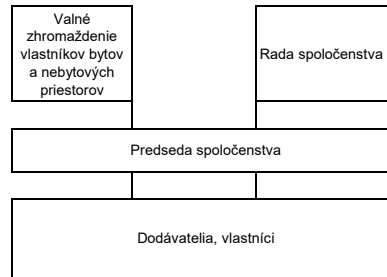 Valné
zhromaždenie
vlastníkov bytov
a nebytových
priestorov
Rada spoločenstva
Predseda spoločenstva
Dodávatelia, vlastníci